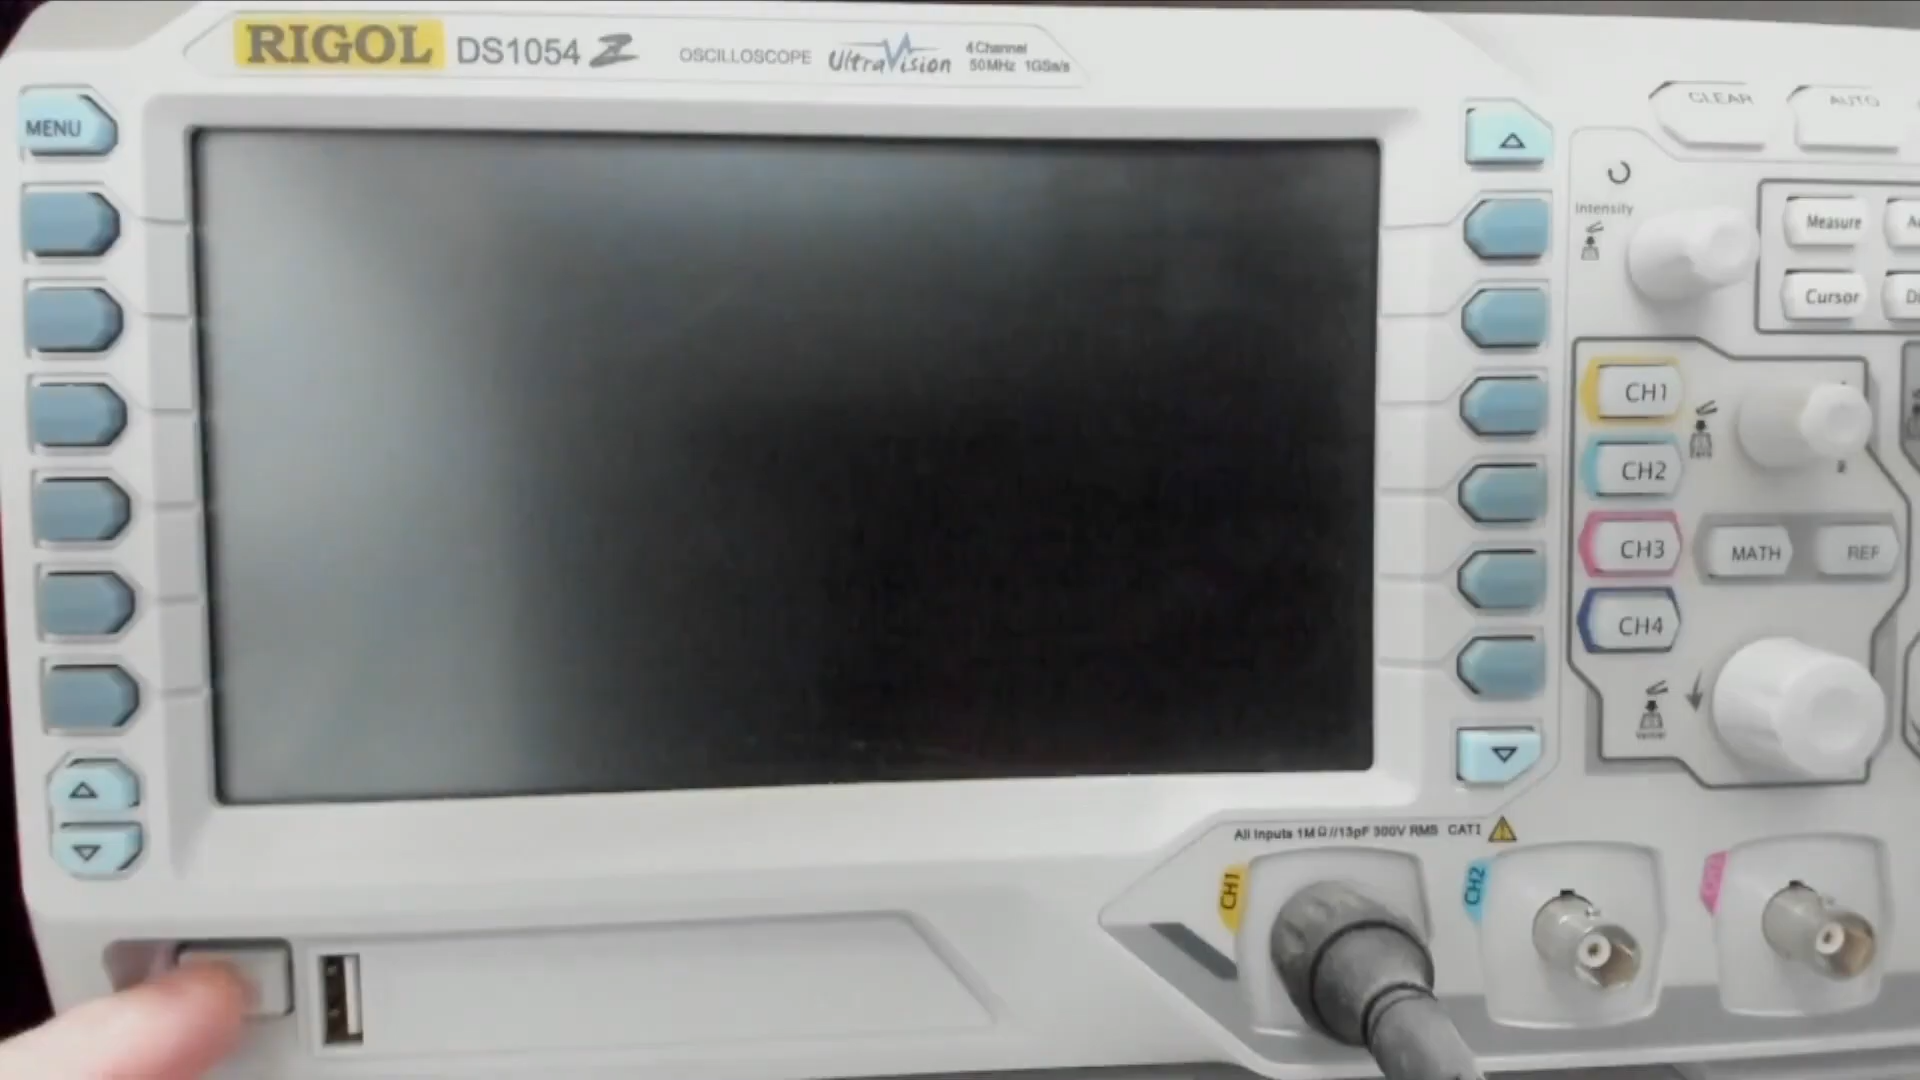 RIGOL DS1054 Z OSCILLOSCOPE UltraVision 4 Channel
50MHz 1GSa/s
MENU
CLEAR AUTO
Intensity
Measure
Cursor
CH1
CH2
CH3
MATH REF
CH4
All Inputs 1MΩ//13pF 300V RMS CAT I
CH1
CH2